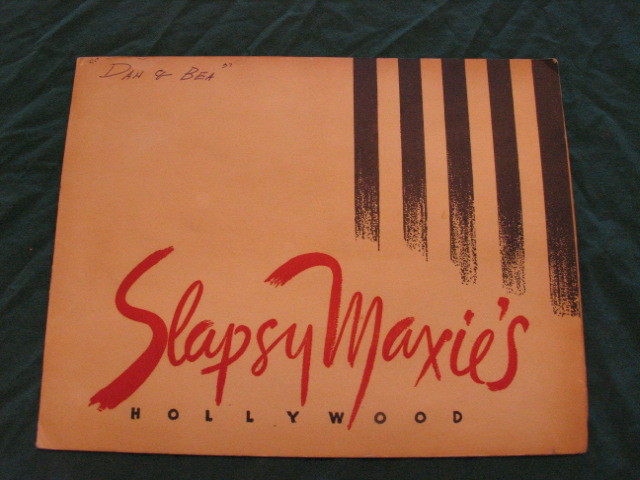 "DAN & BEA"
Slapsy Maxie's
HOLLYWOOD